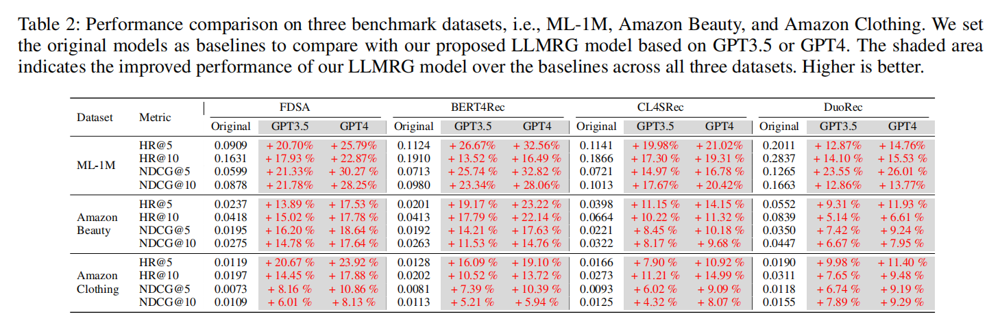 Table 2: Performance comparison on three benchmark datasets, i.e., ML-1M, Amazon Beauty, and Amazon Clothing. We set
the original models as baselines to compare with our proposed LLMRG model based on GPT3.5 or GPT4. The shaded area
indicates the improved performance of our LLMRG model over the baselines across all three datasets. Higher is better.
Dataset Metric FDSA BERT4Rec CL4SRec DuoRec
Original GPT3.5 GPT4 Original GPT3.5 GPT4 Original GPT3.5 GPT4 Original GPT3.5 GPT4
ML-1M
HR@5 0.0909 + 20.70% + 25.79% 0.1124 + 26.67% + 32.56% 0.1141 + 19.98% + 21.02% 0.2011 + 12.87% + 14.76%
HR@10 0.1631 + 17.93 % + 22.87% 0.1910 + 13.52 % + 16.49 % 0.1866 + 17.30 % + 19.31 % 0.2837 + 14.10 % + 15.53 %
NDCG@5 0.0599 + 21.33% + 30.27 % 0.0713 + 25.74 % + 32.82 % 0.0721 + 14.97 % + 16.78 % 0.1265 + 23.55 % + 26.01 %
NDCG@10 0.0878 + 21.78% + 28.25% 0.0980 + 23.34% + 28.06% 0.1013 + 17.67% + 20.42% 0.1663 + 12.86% + 13.77%
Amazon
Beauty
HR@5 0.0237 + 13.89 % + 17.53 % 0.0201 + 19.17 % + 23.22 % 0.0398 + 11.15 % + 14.15 % 0.0552 + 9.31 % + 11.93 %
HR@10 0.0418 + 15.02 % + 17.78 % 0.0413 + 17.79 % + 22.14 % 0.0664 + 10.22 % + 11.32 % 0.0839 + 5.14 % + 6.61 %
NDCG@5 0.0195 + 16.20 % + 18.64 % 0.0192 + 14.21 % + 17.63 % 0.0221 + 8.45 % + 10.18 % 0.0350 + 7.42 % + 9.24 %
NDCG@10 0.0275 + 14.78 % + 17.64 % 0.0263 + 11.53 % + 14.76 % 0.0322 + 8.17 % + 9.68 % 0.0447 + 6.67 % + 7.95 %
Amazon
Clothing
HR@5 0.0119 + 20.67 % + 23.92 % 0.0128 + 16.09 % + 19.10 % 0.0166 + 7.90 % + 10.92 % 0.0190 + 9.98 % + 11.40 %
HR@10 0.0197 + 14.45 % + 17.88 % 0.0202 + 10.52 % + 13.72 % 0.0273 + 11.21 % + 14.99 % 0.0311 + 7.65 % + 9.48 %
NDCG@5 0.0073 + 8.16 % + 10.86 % 0.0081 + 7.39 % + 10.39 % 0.0093 + 6.02 % + 9.09 % 0.0118 + 6.74 % + 9.19 %
NDCG@10 0.0109 + 6.01 % + 8.13 % 0.0113 + 5.21 % + 5.94 % 0.0125 + 4.32 % + 8.07 % 0.0155 + 7.89 % + 9.29 %